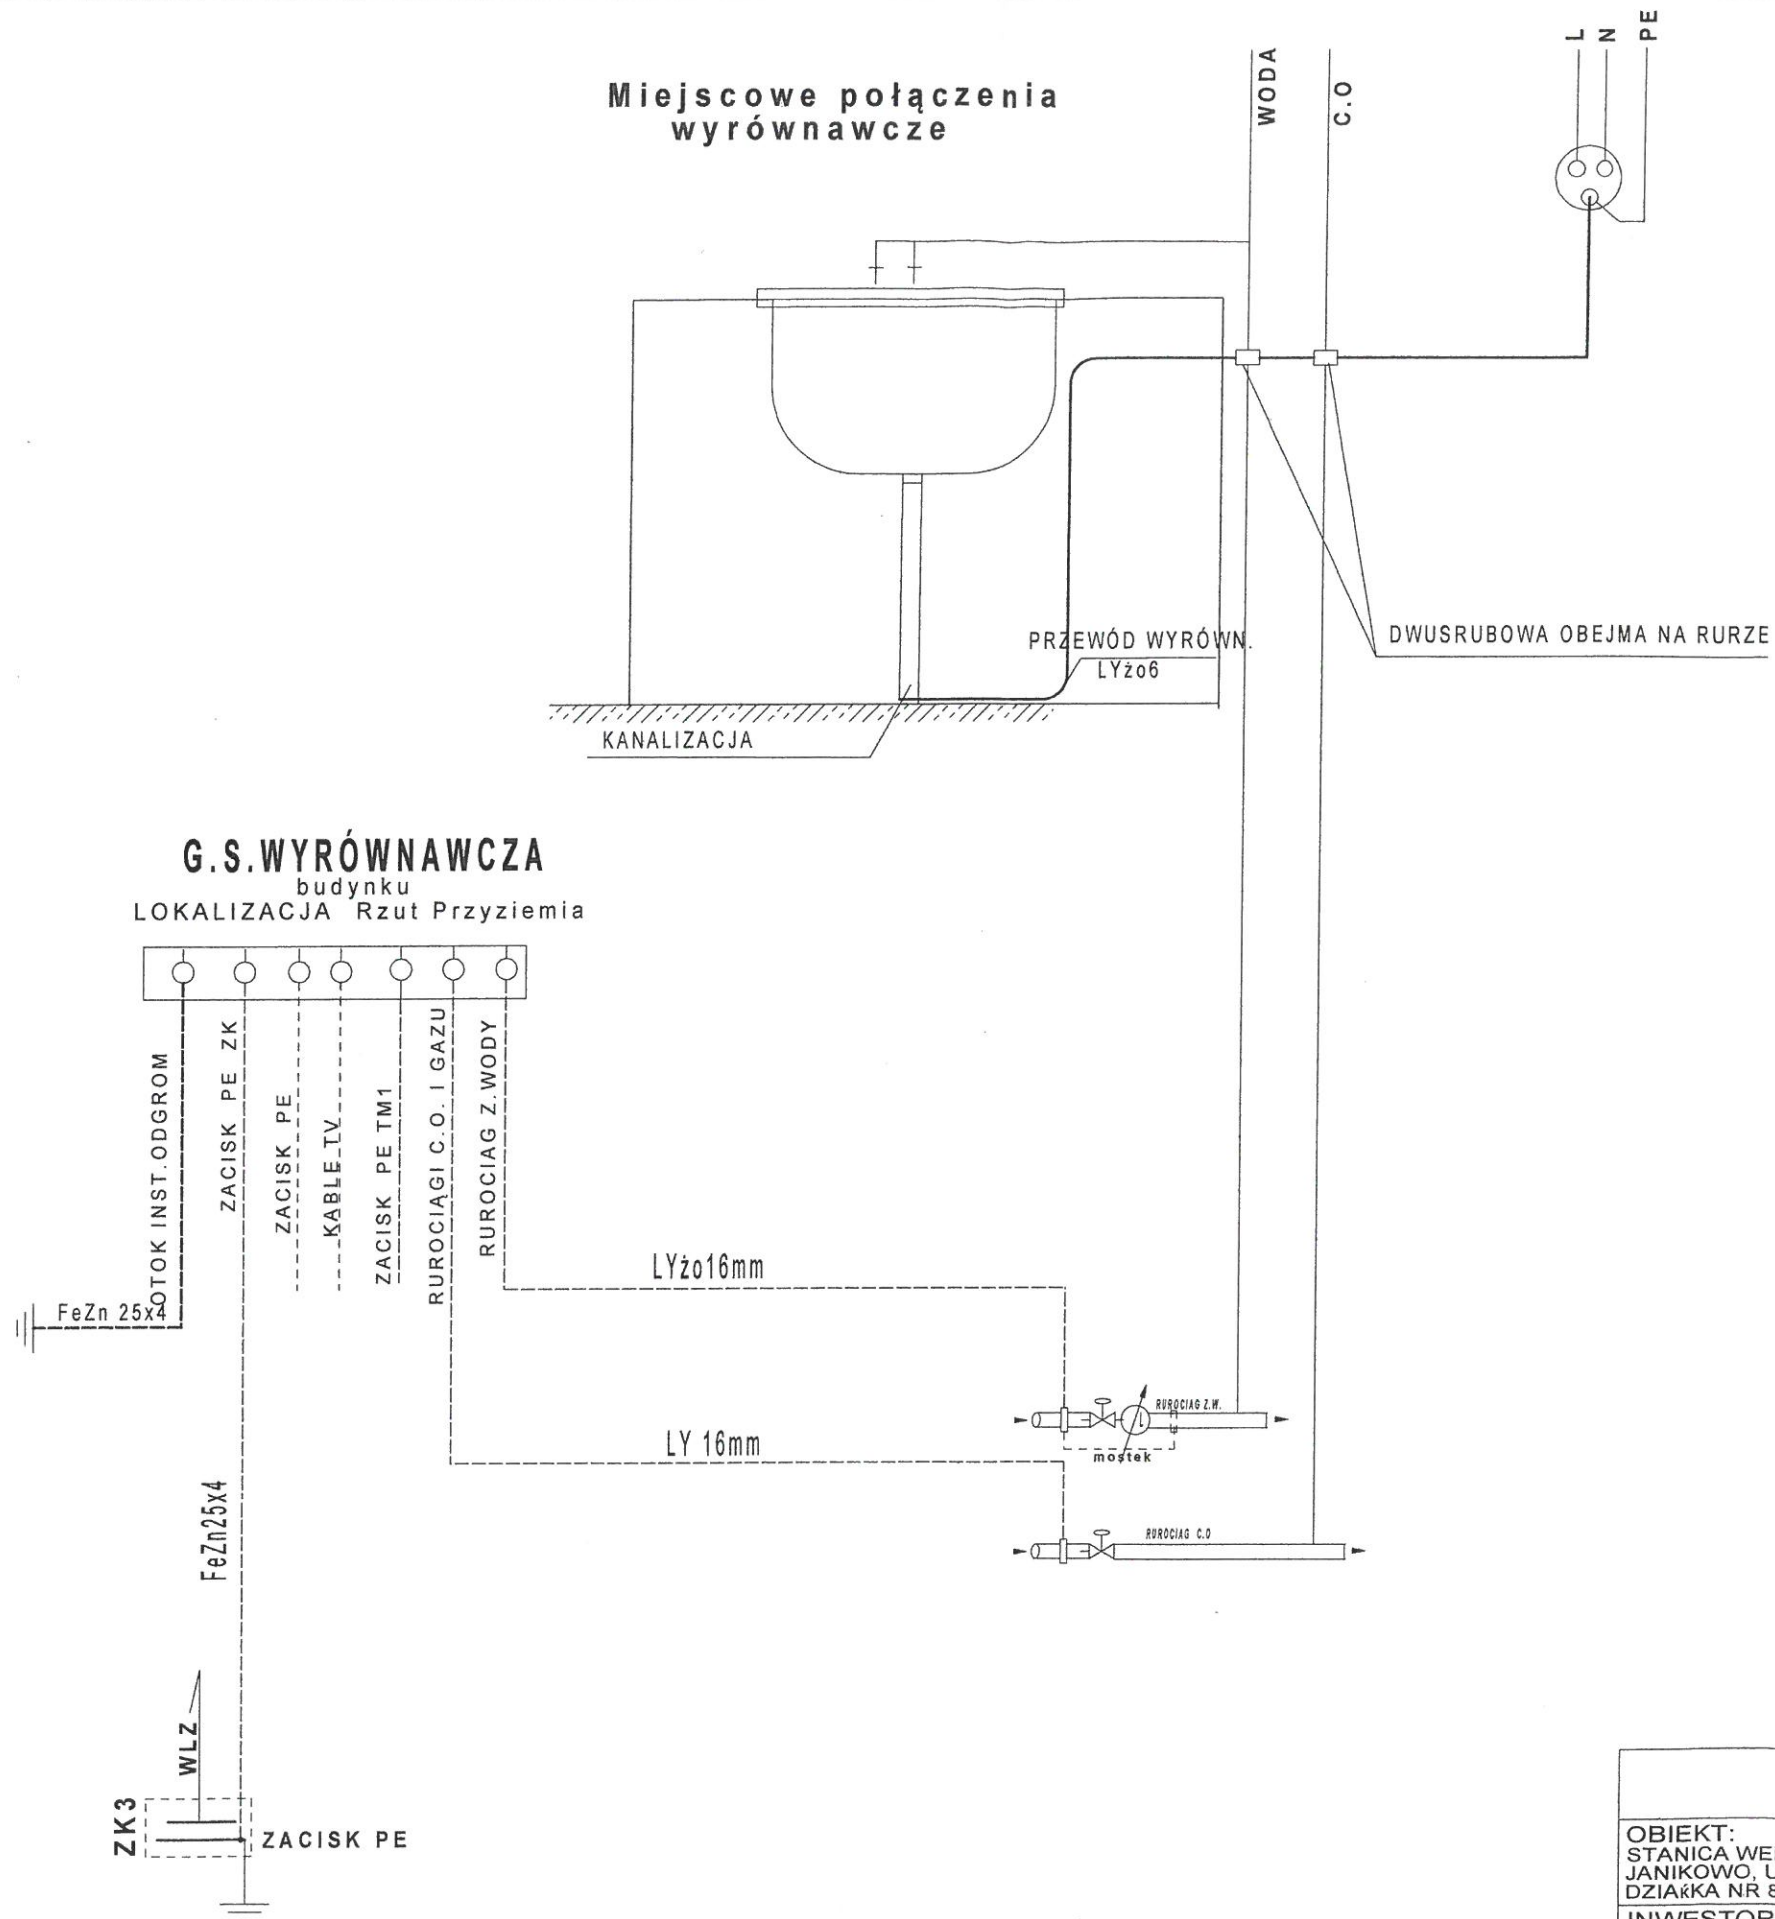 Miejscowe połączenia
wyrównawcze
WODA
C.O
L
N
PE
PRZEWÓD WYRÓWN.
LYżo6
DWUSRUBOWA OBEJMA NA RURZE
KANALIZACJA
G.S.WYRÓWNAWCZA
budynku
LOKALIZACJA Rzut Przyziemia
OTOK INST.ODGROM
ZACISK PE ZK
ZACISK PE
KABLE TV
ZACISK PE TM1
RUROCIĄGI C.O. I GAZU
RUROCIAG Z.WODY
FeZn 25x4
LYżo16mm
LY 16mm
RUROCIAG Z.W.
mostek
RUROCIAG C.O
FeZn25x4
WLZ
ZK3
ZACISK PE
OBIEKT:
STANICA
JANIKOWO,
DZIAŁKA NR